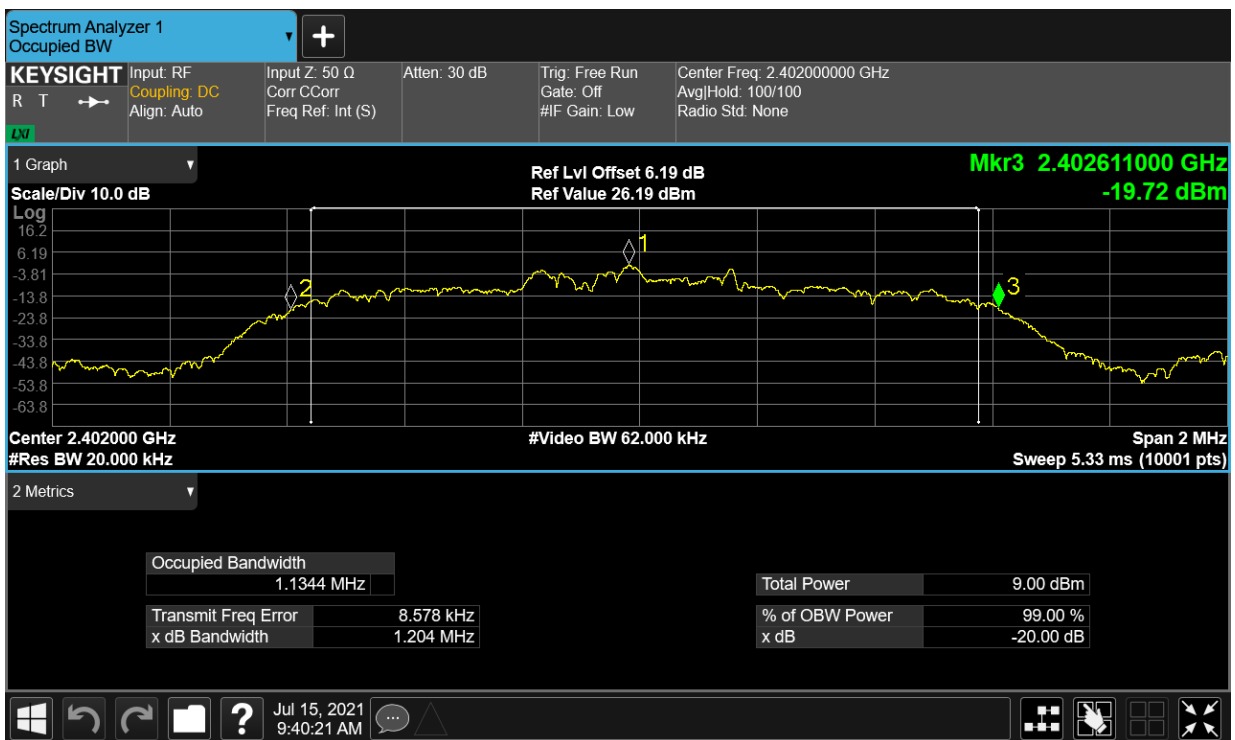 Spectrum Analyzer 1
Occupied BW
▼
+
KEYSIGHT
R T
LXI
Input: RF
Coupling: DC
Align: Auto
Input Z: 50 Ω
Corr CCorr
Freq Ref: Int (S)
Atten: 30 dB
Trig: Free Run
Gate: Off
#IF Gain: Low
Center Freq: 2.402000000 GHz
Avg|Hold: 100/100
Radio Std: None
1 Graph ▼
Scale/Div 10.0 dB
Ref Lvl Offset 6.19 dB
Ref Value 26.19 dBm
Mkr3 2.402611000 GHz
-19.72 dBm
Log
16.2
6.19
-3.81
-13.8
-23.8
-33.8
-43.8
-53.8
-63.8
2
1
3
Center 2.402000 GHz
#Res BW 20.000 kHz
#Video BW 62.000 kHz
Span 2 MHz
Sweep 5.33 ms (10001 pts)
2 Metrics ▼
Occupied Bandwidth
1.1344 MHz
Transmit Freq Error 8.578 kHz
x dB Bandwidth 1.204 MHz
Total Power 9.00 dBm
% of OBW Power 99.00 %
x dB -20.00 dB
?
Jul 15, 2021
9:40:21 AM